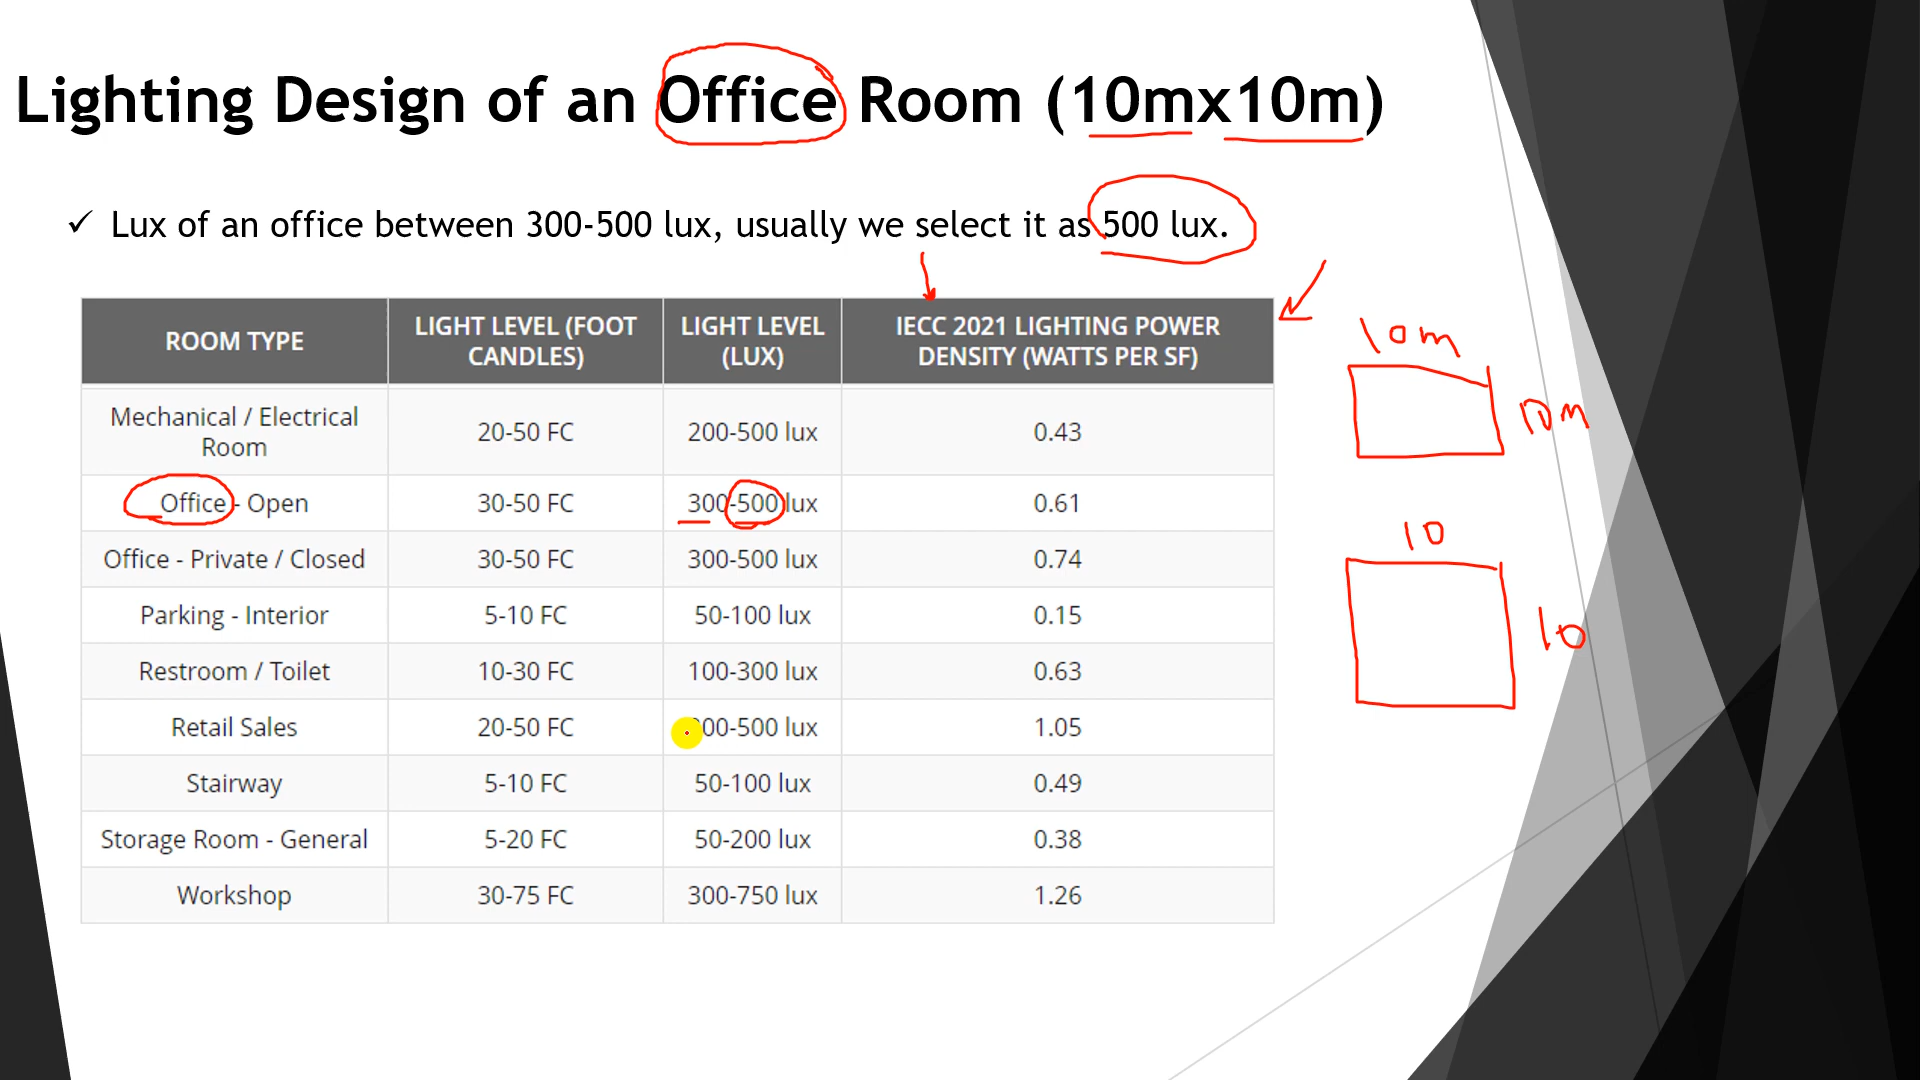 Lighting Design of an Office Room (10mx10m)
✓ Lux of an office between 300-500 lux, usually we select it as 500 lux.
ROOM TYPE LIGHT LEVEL (FOOT CANDLES) LIGHT LEVEL (LUX) IECC 2021 LIGHTING POWER DENSITY (WATTS PER SF)
Mechanical / Electrical Room 20-50 FC 200-500 lux 0.43
Office - Open 30-50 FC 300-500 lux 0.61
Office - Private / Closed 30-50 FC 300-500 lux 0.74
Parking - Interior 5-10 FC 50-100 lux 0.15
Restroom / Toilet 10-30 FC 100-300 lux 0.63
Retail Sales 20-50 FC 00-500 lux 1.05
Stairway 5-10 FC 50-100 lux 0.49
Storage Room - General 5-20 FC 50-200 lux 0.38
Workshop 30-75 FC 300-750 lux 1.26
10m
10m
10
10